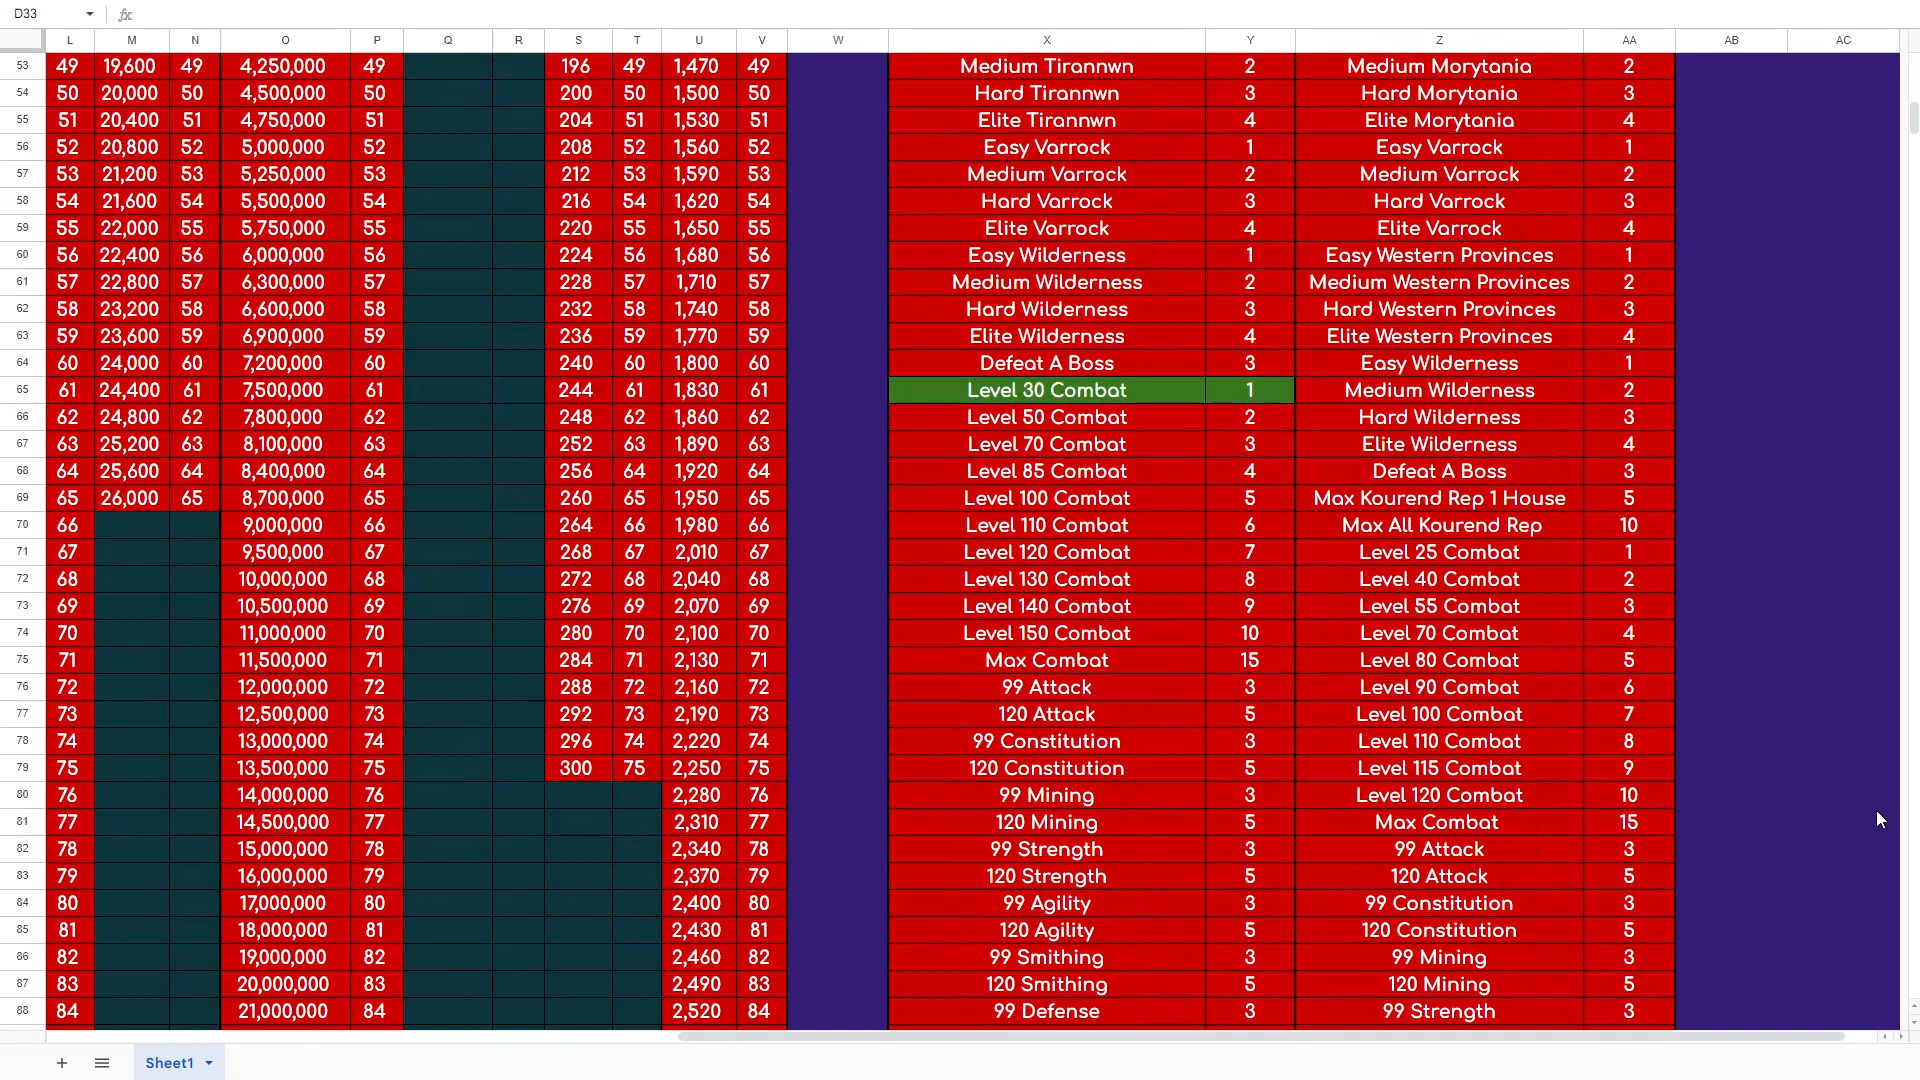 D33
L M N O P Q R S T U V W X Y Z AA AB AC
53 49 19,600 49 4,250,000 49 196 49 1,470 49 Medium Tirannwn 2 Medium Morytania 2
54 50 20,000 50 4,500,000 50 200 50 1,500 50 Hard Tirannwn 3 Hard Morytania 3
55 51 20,400 51 4,750,000 51 204 51 1,530 51 Elite Tirannwn 4 Elite Morytania 4
56 52 20,800 52 5,000,000 52 208 52 1,560 52 Easy Varrock 1 Easy Varrock 1
57 53 21,200 53 5,250,000 53 212 53 1,590 53 Medium Varrock 2 Medium Varrock 2
58 54 21,600 54 5,500,000 54 216 54 1,620 54 Hard Varrock 3 Hard Varrock 3
59 55 22,000 55 5,750,000 55 220 55 1,650 55 Elite Varrock 4 Elite Varrock 4
60 56 22,400 56 6,000,000 56 224 56 1,680 56 Easy Wilderness 1 Easy Western Provinces 1
61 57 22,800 57 6,300,000 57 228 57 1,710 57 Medium Wilderness 2 Medium Western Provinces 2
62 58 23,200 58 6,600,000 58 232 58 1,740 58 Hard Wilderness 3 Hard Western Provinces 3
63 59 23,600 59 6,900,000 59 236 59 1,770 59 Elite Wilderness 4 Elite Western Provinces 4
64 60 24,000 60 7,200,000 60 240 60 1,800 60 Defeat A Boss 3 Easy Wilderness 1
65 61 24,400 61 7,500,000 61 244 61 1,830 61 Level 30 Combat 1 Medium Wilderness 2
66 62 24,800 62 7,800,000 62 248 62 1,860 62 Level 50 Combat 2 Hard Wilderness 3
67 63 25,200 63 8,100,000 63 252 63 1,890 63 Level 70 Combat 3 Elite Wilderness 4
68 64 25,600 64 8,400,000 64 256 64 1,920 64 Level 85 Combat 4 Defeat A Boss 3
69 65 26,000 65 8,700,000 65 260 65 1,950 65 Level 100 Combat 5 Max Kourend Rep 1 House 5
70 66 9,000,000 66 264 66 1,980 66 Level 110 Combat 6 Max All Kourend Rep 10
71 67 9,500,000 67 268 67 2,010 67 Level 120 Combat 7 Level 25 Combat 1
72 68 10,000,000 68 272 68 2,040 68 Level 130 Combat 8 Level 40 Combat 2
73 69 10,500,000 69 276 69 2,070 69 Level 140 Combat 9 Level 55 Combat 3
74 70 11,000,000 70 280 70 2,100 70 Level 150 Combat 10 Level 70 Combat 4
75 71 11,500,000 71 284 71 2,130 71 Max Combat 15 Level 80 Combat 5
76 72 12,000,000 72 288 72 2,160 72 99 Attack 3 Level 90 Combat 6
77 73 12,500,000 73 292 73 2,190 73 120 Attack 5 Level 100 Combat 7
78 74 13,000,000 74 296 74 2,220 74 99 Constitution 3 Level 110 Combat 8
79 75 13,500,000 75 300 75 2,250 75 120 Constitution 5 Level 115 Combat 9
80 76 14,000,000 76 2,280 76 99 Mining 3 Level 120 Combat 10
81 77 14,500,000 77 2,310 77 120 Mining 5 Max Combat 15
82 78 15,000,000 78 2,340 78 99 Strength 3 99 Attack 3
83 79 16,000,000 79 2,370 79 120 Strength 5 120 Attack 5
84 80 17,000,000 80 2,400 80 99 Agility 3 99 Constitution 3
85 81 18,000,000 81 2,430 81 120 Agility 5 120 Constitution 5
86 82 19,000,000 82 2,460 82 99 Smithing 3 99 Mining 3
87 83 20,000,000 83 2,490 83 120 Smithing 5 120 Mining 5
88 84 21,000,000 84 2,520 84 99 Defense 3 99 Strength 3
Sheet1